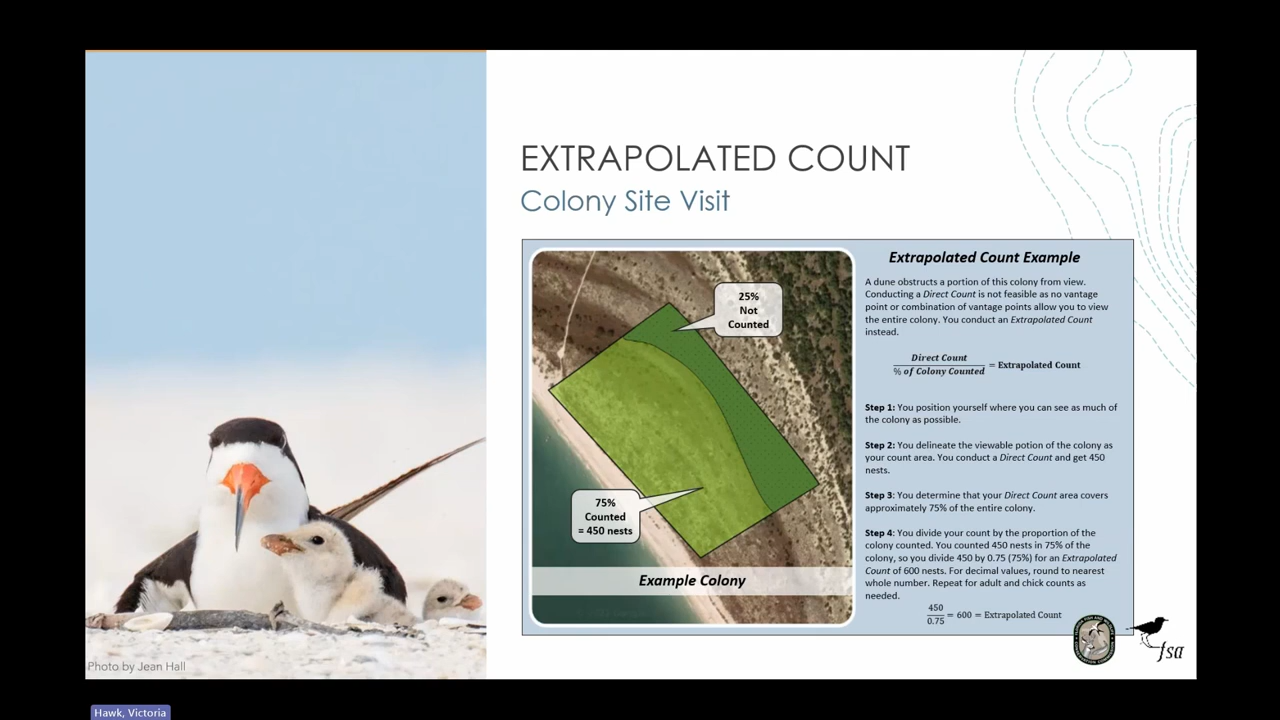 EXTRAPOLATED COUNT
Colony Site Visit
25%
Not
Counted
75%
Counted
= 450 nests
Example Colony
Extrapolated Count Example
A dune obstructs a portion of this colony from view.
Conducting a Direct Count is not feasible as no vantage
point or combination of vantage points allow you to view
the entire colony. You conduct an Extrapolated Count
instead.
Direct Count
% of Colony Counted = Extrapolated Count
Step 1: You position yourself where you can see as much of
the colony as possible.
Step 2: You delineate the viewable potion of the colony as
your count area. You conduct a Direct Count and get 450
nests.
Step 3: You determine that your Direct Count area covers
approximately 75% of the entire colony.
Step 4: You divide your count by the proportion of the
colony counted. You counted 450 nests in 75% of the
colony, so you divide 450 by 0.75 (75%) for an Extrapolated
Count of 600 nests. For decimal values, round to nearest
whole number. Repeat for adult and chick counts as
needed.
450
0.75 = 600 = Extrapolated Count
fsa
Photo by Jean Hall
Hawk, Victoria